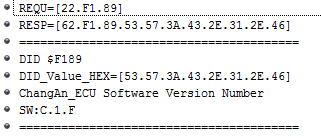 REQU=[22.F1.89]
RESP=[62.F1.89.53.57.3A.43.2E.31.2E.46]
=======================================
DID $F189
DID_Value_HEX=[53.57.3A.43.2E.31.2E.46]
ChangAn_ECU Software Version Number
SW:C.1.F
=======================================